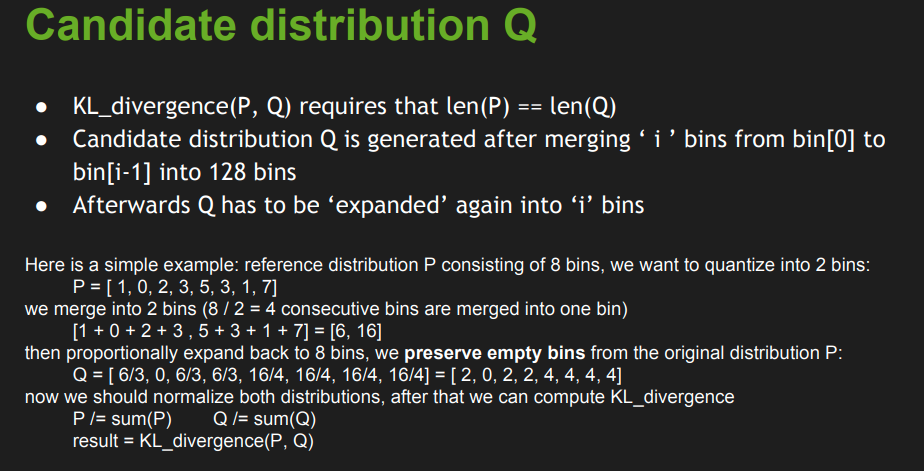 Candidate distribution Q
● KL_divergence(P, Q) requires that len(P) == len(Q)
● Candidate distribution Q is generated after merging ‘ i ’ bins from bin[0] to
bin[i-1] into 128 bins
● Afterwards Q has to be ‘expanded’ again into ‘i’ bins
Here is a simple example: reference distribution P consisting of 8 bins, we want to quantize into 2 bins:
P = [ 1, 0, 2, 3, 5, 3, 1, 7]
we merge into 2 bins (8 / 2 = 4 consecutive bins are merged into one bin)
[1 + 0 + 2 + 3 , 5 + 3 + 1 + 7] = [6, 16]
then proportionally expand back to 8 bins, we preserve empty bins from the original distribution P:
Q = [ 6/3, 0, 6/3, 6/3, 16/4, 16/4, 16/4, 16/4] = [ 2, 0, 2, 2, 4, 4, 4, 4]
now we should normalize both distributions, after that we can compute KL_divergence
P /= sum(P) Q /= sum(Q)
result = KL_divergence(P, Q)